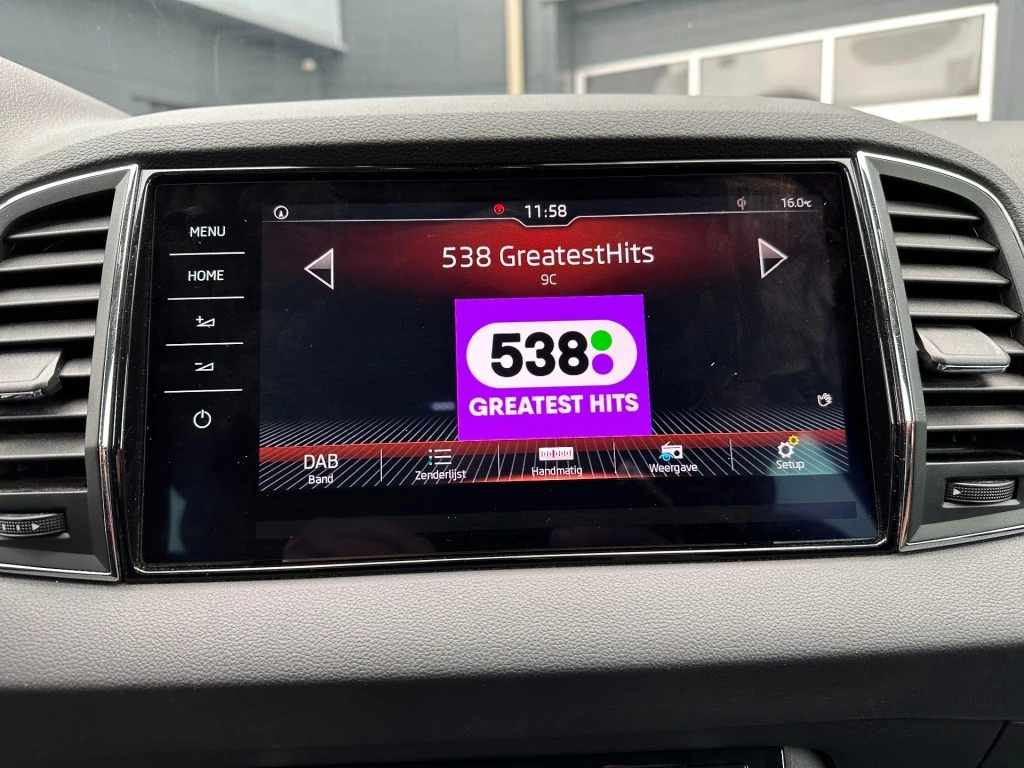 MENU
HOME
11:58
16.0°C
538 GreatestHits
9C
538
GREATEST HITS
DAB
Band
Zenderlijst
Handmatig
Weergave
Setup